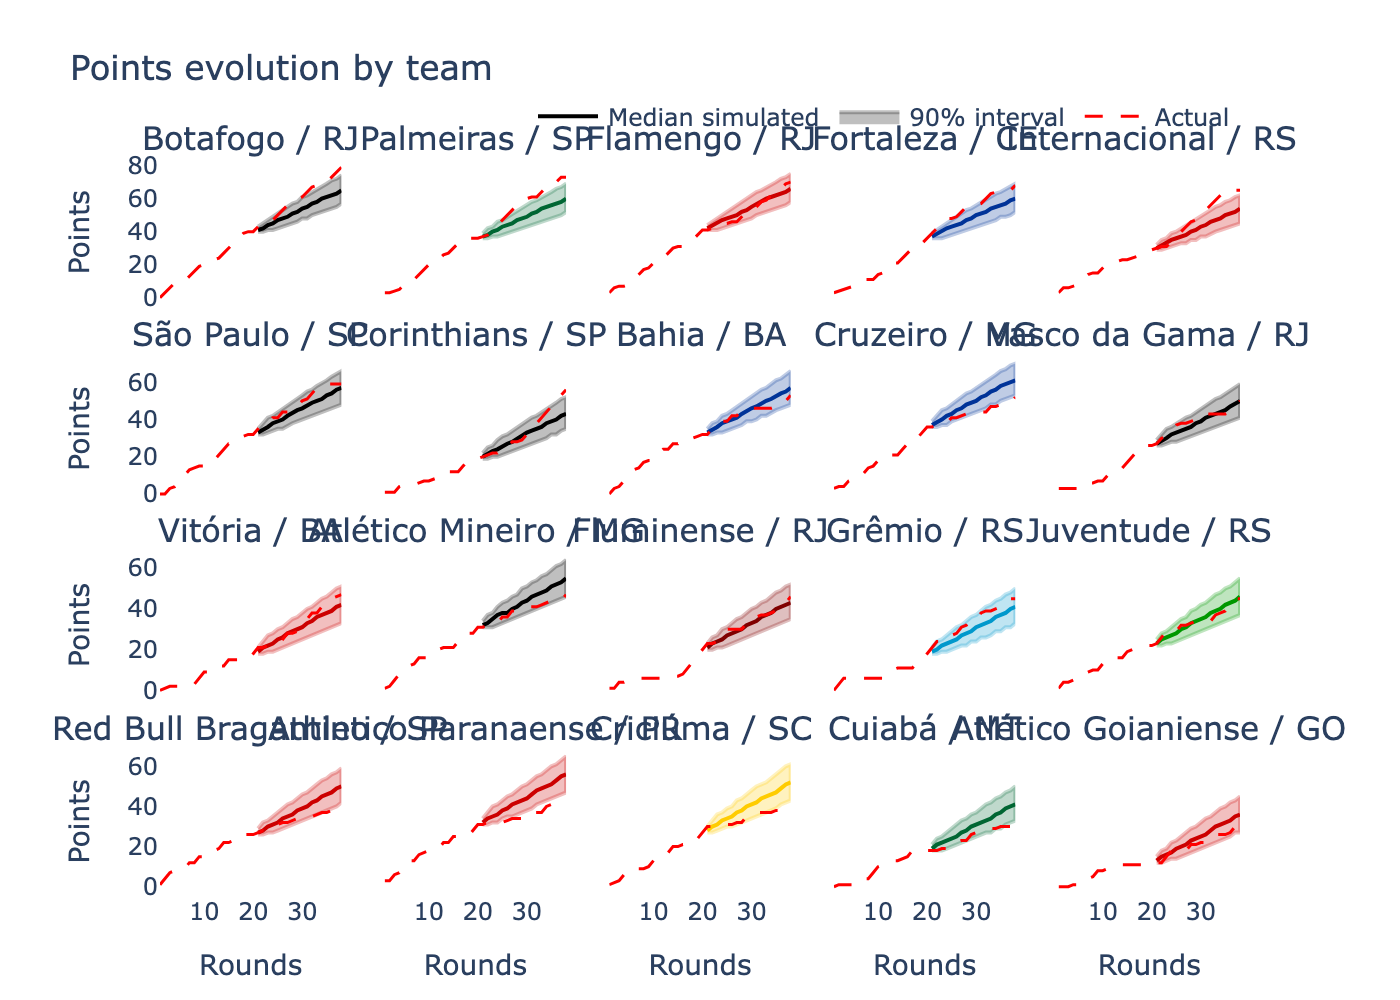 Points evolution by team
Median simulated 90% interval Actual
Botafogo / RJ Palmeiras / SP Flamengo / RJ Fortaleza / CE Internacional / RS
80
60
40
20
0
Points
São Paulo / SP Corinthians / SP Bahia / BA Cruzeiro / MG Vasco da Gama / RJ
60
40
20
0
Points
Vitória / BA Atlético Mineiro / MG Fluminense / RJ Grêmio / RS Juventude / RS
60
40
20
0
Points
Red Bull Bragantino / SP Athletico Paranaense / PR Criciúma / SC Cuiabá / MT Atlético Goianiense / GO
60
40
20
0
Points
10 20 30 10 20 30 10 20 30 10 20 30 10 20 30
Rounds Rounds Rounds Rounds Rounds